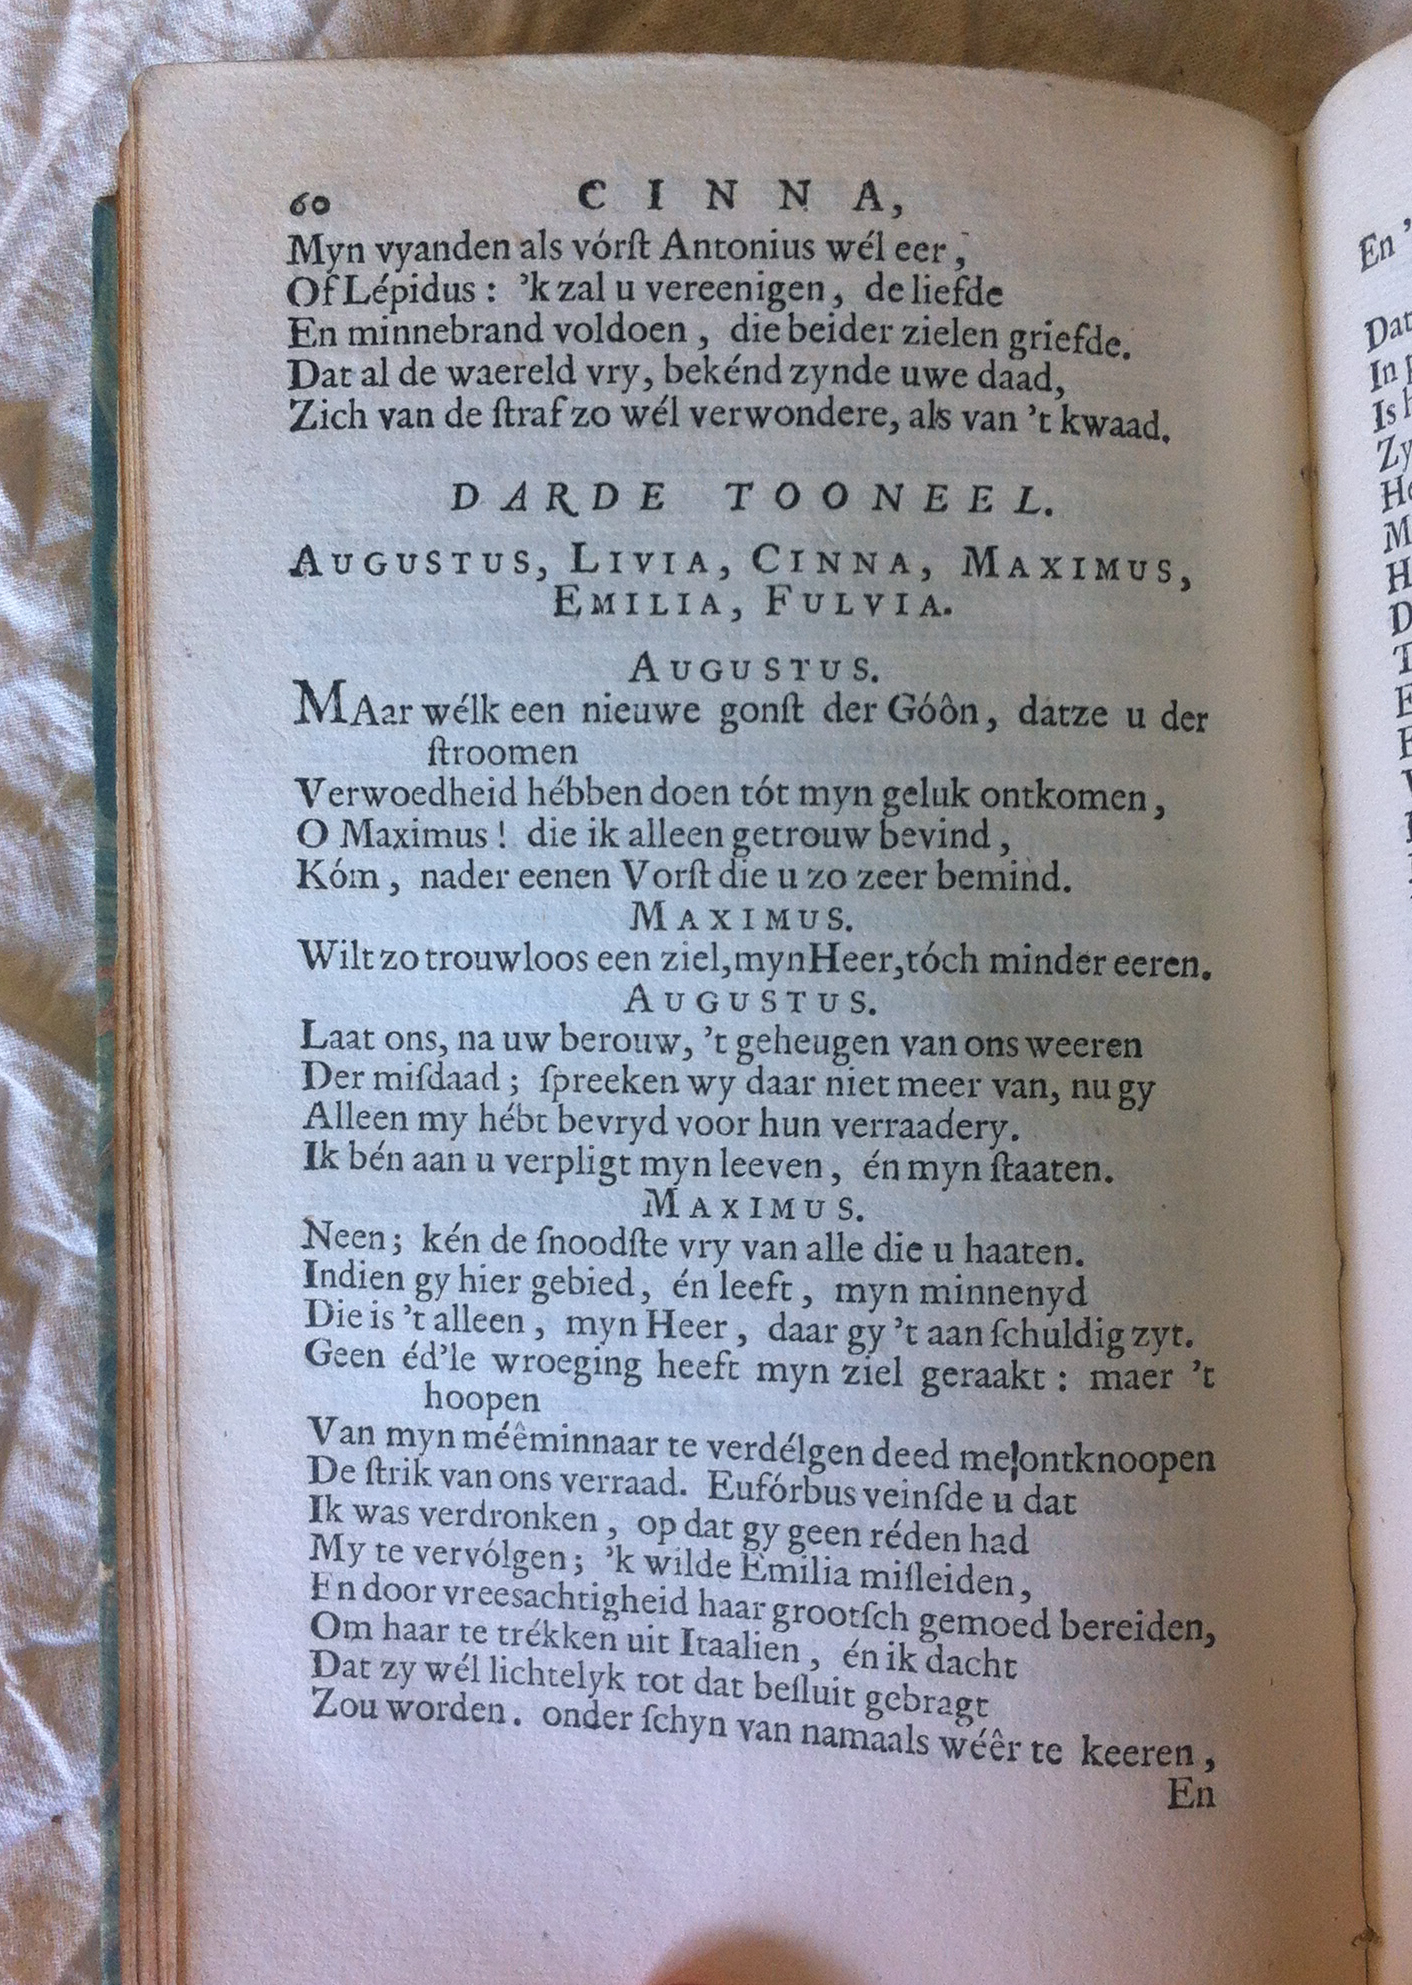 60 CINNA,
Myn vyanden als vórſt Antonius wél eer,
Of Lépidus: 'k zal u vereenigen, de liefde
En minnebrand voldoen, die beider zielen griefde.
Dat al de waereld vry, bekénd zynde uwe daad,
Zich van de ſtraf zo wél verwondere, als van 't kwaad.
DARDE TOONEEL.
AUGUSTUS, LIVIA, CINNA, MAXIMUS,
EMILIA, FULVIA.
AUGUSTUS.
MAar wélk een nieuwe gonſt der Góôn, datze u der
ſtroomen
Verwoedheid hébben doen tót myn geluk ontkomen,
O Maximus! die ik alleen getrouw bevind,
Kóm, nader eenen Vorſt die u zo zeer bemind.
MAXIMUS.
Wilt zo trouwloos een ziel, myn Heer, tóch minder eeren.
AUGUSTUS.
Laat ons, na uw berouw, 't geheugen van ons weeren
Der miſdaad; ſpreeken wy daar niet meer van, nu gy
Alleen my hébt bevryd voor hun verraadery.
Ik bén aan u verpligt myn leeven, én myn ſtaaten.
MAXIMUS.
Neen; kén de ſnoodſte vry van alle die u haaten.
Indien gy hier gebied, én leeft, myn minnenyd
Die is 't alleen, myn Heer, daar gy 't aan ſchuldig zyt.
Geen éd'le wroeging heeft myn ziel geraakt: maer 't
hoopen
Van myn méêminnaar te verdélgen deed me ontknoopen
De ſtrik van ons verraad. Eufórbus veinſde u dat
Ik was verdronken, op dat gy geen réden had
My te vervólgen; 'k wilde Emilia miſleiden,
En door vreesachtigheid haar grootſch gemoed bereiden,
Om haar te trékken uit Itaalien, én ik dacht
Dat zy wél lichtelyk tot dat beſluit gebragt
Zou worden. onder ſchyn van namaals wéêr te keeren,
En
En '
Dat
In
Is
Zy